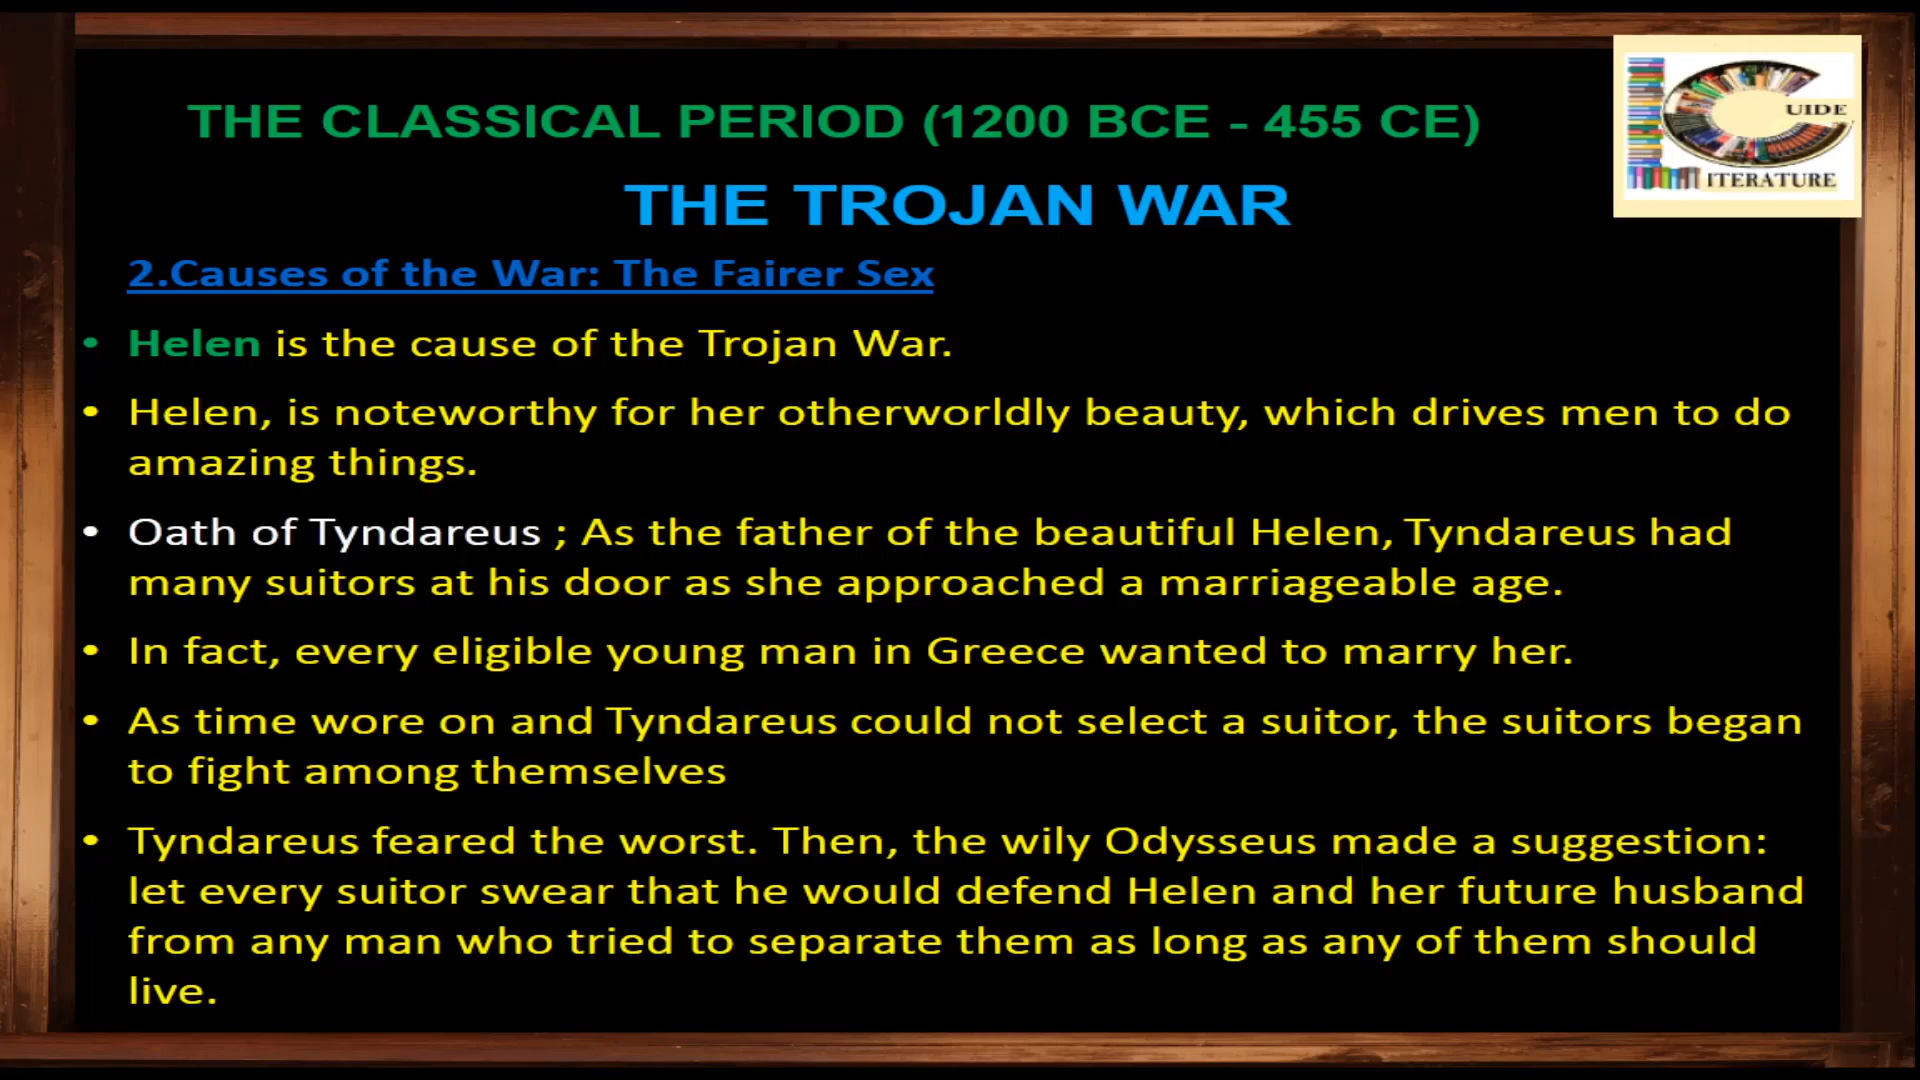 THE CLASSICAL PERIOD (1200 BCE - 455 CE)
UIDE
ITERATURE
THE TROJAN WAR
2.Causes of the War: The Fairer Sex
• Helen is the cause of the Trojan War.
• Helen, is noteworthy for her otherworldly beauty, which drives men to do
amazing things.
• Oath of Tyndareus ; As the father of the beautiful Helen, Tyndareus had
many suitors at his door as she approached a marriageable age.
• In fact, every eligible young man in Greece wanted to marry her.
• As time wore on and Tyndareus could not select a suitor, the suitors began
to fight among themselves
• Tyndareus feared the worst. Then, the wily Odysseus made a suggestion:
let every suitor swear that he would defend Helen and her future husband
from any man who tried to separate them as long as any of them should
live.